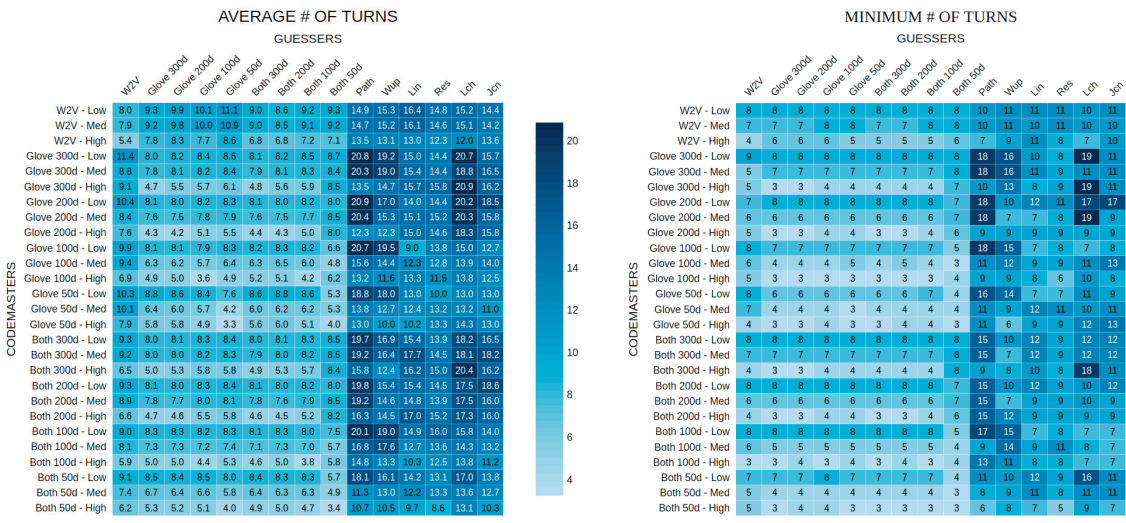 AVERAGE # OF TURNS
GUESSERS
W2V Glove 300d Glove 200d Glove 100d Glove 50d Both 300d Both 200d Both 100d Both 50d Path Wup Lin Res Lch Jcn
CODEMASTERS
W2V - Low 8.0 9.3 9.9 10.1 11.1 9.0 8.6 9.2 9.3 14.9 15.3 16.4 14.8 15.2 14.4
W2V - Med 7.9 9.2 9.8 10.0 10.9 9.0 8.5 9.1 9.2 14.7 15.2 16.1 14.6 15.1 14.2
W2V - High 5.4 7.8 8.3 7.7 8.6 6.8 6.8 7.2 7.1 13.5 13.1 13.0 12.3 12.0 13.6
Glove 300d - Low 11.4 8.0 8.2 8.4 8.6 8.1 8.2 8.5 8.7 20.8 19.2 15.0 14.4 20.7 15.7
Glove 300d - Med 8.8 7.8 8.1 8.2 8.4 7.9 8.1 8.3 8.4 20.3 19.0 15.4 14.4 18.8 16.5
Glove 300d - High 9.1 4.7 5.5 5.7 6.1 4.8 5.6 5.9 8.5 13.5 14.7 15.7 15.8 20.9 16.2
Glove 200d - Low 10.4 8.1 8.0 8.2 8.3 8.1 8.0 8.2 8.5 20.9 17.0 14.0 14.4 20.2 18.5
Glove 200d - Med 8.4 7.6 7.5 7.8 7.9 7.6 7.5 7.7 8.5 20.4 15.3 15.1 15.2 20.3 15.8
Glove 200d - High 7.6 4.3 4.2 5.1 5.5 4.4 4.3 5.0 8.0 12.3 12.3 15.0 14.6 18.3 15.8
Glove 100d - Low 9.9 8.1 8.1 7.9 8.3 8.2 8.3 8.2 6.6 20.7 19.5 9.0 13.8 15.0 12.7
Glove 100d - Med 9.4 6.3 6.2 5.7 6.4 6.3 6.5 6.0 4.8 15.6 14.4 12.3 12.8 13.9 14.0
Glove 100d - High 6.9 4.9 5.0 3.6 4.9 5.2 5.1 4.2 6.2 13.2 11.6 13.3 11.5 13.8 12.5
Glove 50d - Low 10.3 8.8 8.6 8.4 7.6 8.6 8.8 8.6 5.3 18.8 18.0 13.0 10.0 13.0 13.0
Glove 50d - Med 10.1 6.4 6.0 5.7 4.2 6.0 6.2 6.2 5.3 13.8 12.7 12.4 13.2 13.2 11.0
Glove 50d - High 7.9 5.8 5.8 4.9 3.3 5.6 6.0 5.1 4.0 13.0 10.0 10.2 13.3 14.3 13.0
Both 300d - Low 9.3 8.0 8.1 8.3 8.4 8.0 8.1 8.3 8.5 19.7 16.9 15.4 13.9 18.2 16.5
Both 300d - Med 9.2 8.0 8.0 8.2 8.3 7.9 8.0 8.2 8.5 19.2 16.4 17.7 14.5 18.1 18.2
Both 300d - High 6.5 5.0 5.3 5.8 5.8 4.9 5.3 5.7 8.4 15.8 12.4 16.2 15.0 20.4 16.2
Both 200d - Low 9.3 8.1 8.0 8.3 8.4 8.1 8.0 8.2 8.0 19.8 15.4 15.4 14.5 17.5 18.6
Both 200d - Med 8.9 7.8 7.7 8.0 8.1 7.8 7.6 7.9 8.5 19.2 14.6 14.8 13.9 17.5 16.0
Both 200d - High 6.6 4.7 4.6 5.5 5.8 4.6 4.5 5.2 8.2 16.3 14.5 17.0 15.2 17.3 16.0
Both 100d - Low 9.0 8.3 8.2 8.3 8.2 8.3 8.1 8.0 7.5 20.1 19.0 14.9 16.0 15.8 14.0
Both 100d - Med 8.1 7.3 7.3 7.2 7.4 7.1 7.3 7.0 5.7 16.8 17.6 12.7 13.6 14.3 13.2
Both 100d - High 5.9 5.0 5.0 4.4 5.3 4.6 5.0 3.8 5.8 14.8 13.3 10.3 12.5 13.8 11.2
Both 50d - Low 9.1 8.5 8.4 8.5 8.0 8.4 8.3 8.3 5.7 18.1 16.1 14.2 13.1 17.0 13.8
Both 50d - Med 7.4 6.7 6.4 6.6 5.8 6.4 6.3 6.3 4.9 11.3 13.0 12.2 13.3 13.6 12.7
Both 50d - High 6.2 5.3 5.2 5.1 4.0 4.9 5.0 4.7 3.4 10.7 10.5 9.7 8.6 13.1 10.3
20
18
16
14
12
10
8
6
4
MINIMUM # OF TURNS
GUESSERS
W2V Glove 300d Glove 200d Glove 100d Glove 50d Both 300d Both 200d Both 100d Both 50d Path Wup Lin Res Lch Jcn
CODEMASTERS
W2V - Low 8 8 8 8 8 8 8 8 8 10 11 11 10 11 11
W2V - Med 7 7 7 8 8 7 7 8 8 10 11 10 10 10 11
W2V - High 4 6 6 6 5 5 5 6 6 7 9 11 8 7 10
Glove 300d - Low 9 8 8 8 8 8 8 8 8 18 16 10 8 19 11
Glove 300d - Med 5 7 7 7 7 7 7 7 8 18 16 11 9 11 11
Glove 300d - High 5 3 3 4 4 4 4 4 7 10 13 8 9 19 11
Glove 200d - Low 7 8 8 8 8 8 8 8 7 18 10 12 11 17 17
Glove 200d - Med 6 6 6 6 6 6 6 6 7 18 7 7 8 19 9
Glove 200d - High 5 3 3 3 4 3 3 4 6 7 7 11 9 9 9
Glove 100d - Low 8 7 7 7 7 7 7 7 5 18 15 7 8 7 8
Glove 100d - Med 6 4 4 4 5 4 5 4 3 11 12 9 9 11 13
Glove 100d - High 5 3 3 3 3 3 3 3 4 9 9 8 6 10 8
Glove 50d - Low 8 6 6 6 6 6 6 7 4 16 14 7 7 11 9
Glove 50d - Med 7 4 4 4 3 4 4 4 4 11 9 12 11 10 11
Glove 50d - High 4 3 3 4 3 3 4 3 3 11 6 9 9 12 13
Both 300d - Low 8 8 8 8 8 8 8 8 8 15 10 9 9 12 12
Both 300d - Med 7 7 7 7 7 7 7 7 8 15 7 12 9 12 12
Both 300d - High 4 3 3 4 4 3 3 4 8 9 8 10 8 18 11
Both 200d - Low 8 8 8 8 8 8 8 8 7 15 10 12 9 10 12
Both 200d - Med 6 6 6 6 6 6 6 6 7 15 7 7 9 10 9
Both 200d - High 4 3 3 4 4 3 3 4 6 15 12 9 9 9 9
Both 100d - Low 8 8 8 8 8 8 8 8 5 17 15 7 8 7 7
Both 100d - Med 6 5 5 5 5 5 5 4 4 9 14 9 11 8 7
Both 100d - High 3 3 4 3 4 3 3 3 4 13 11 8 8 7 7
Both 50d - Low 7 7 7 8 7 7 7 7 4 11 10 12 9 16 11
Both 50d - Med 5 4 4 4 4 4 4 4 3 8 9 11 8 11 11
Both 50d - High 5 3 4 4 3 3 3 3 3 6 8 7 5 9 7